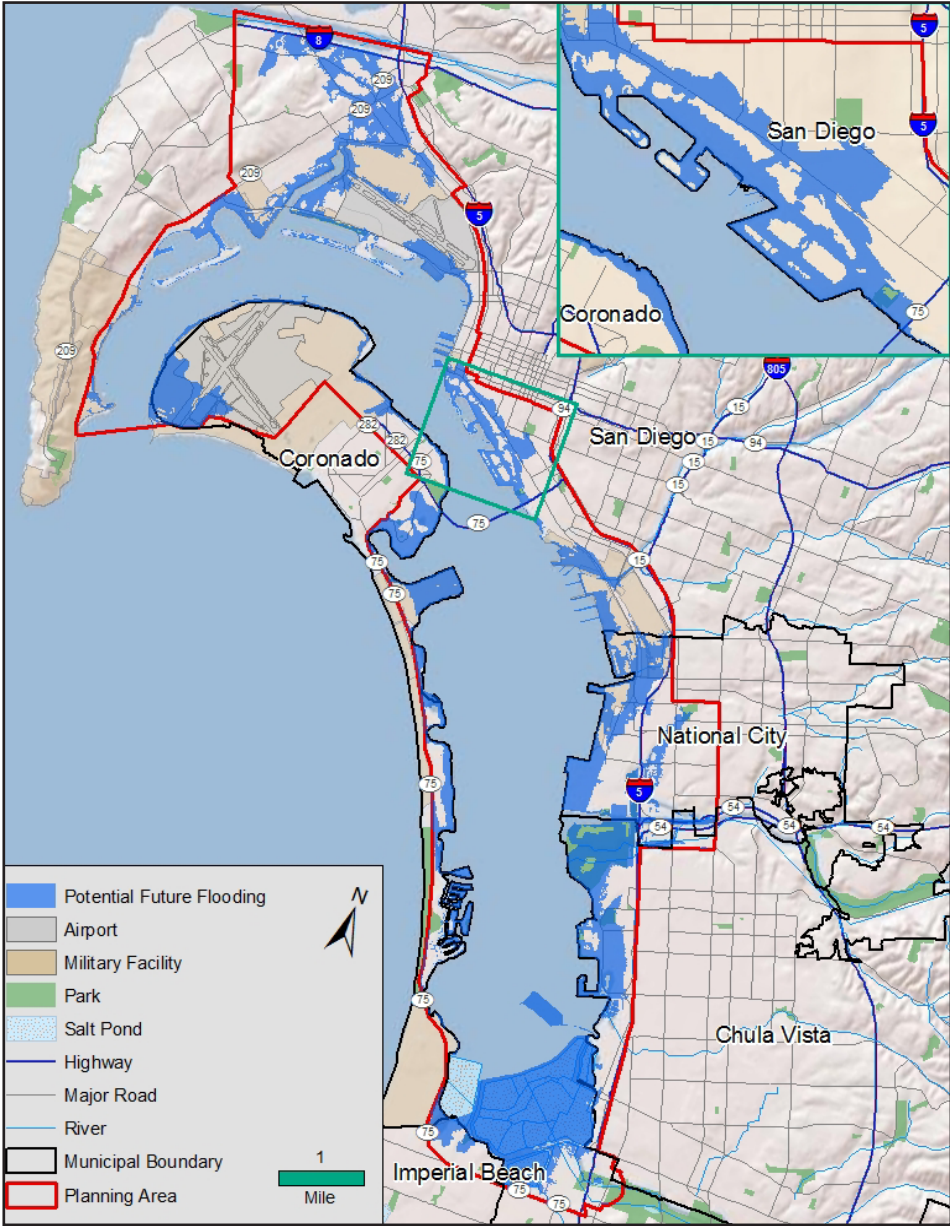 8
5
209
San Diego
209
5
209
5
Coronado
75
209
805
15
94
282
San Diego
15
94
282
Coronado
75
15
15
75
15
75
75
National City
75
5
54
54
54
54
N
Potential Future Flooding
Airport
Military Facility
Park
75
Salt Pond
Chula Vista
Highway
Major Road
River
75
Municipal Boundary
1
Imperial Beach
Planning Area
Mile
75
75